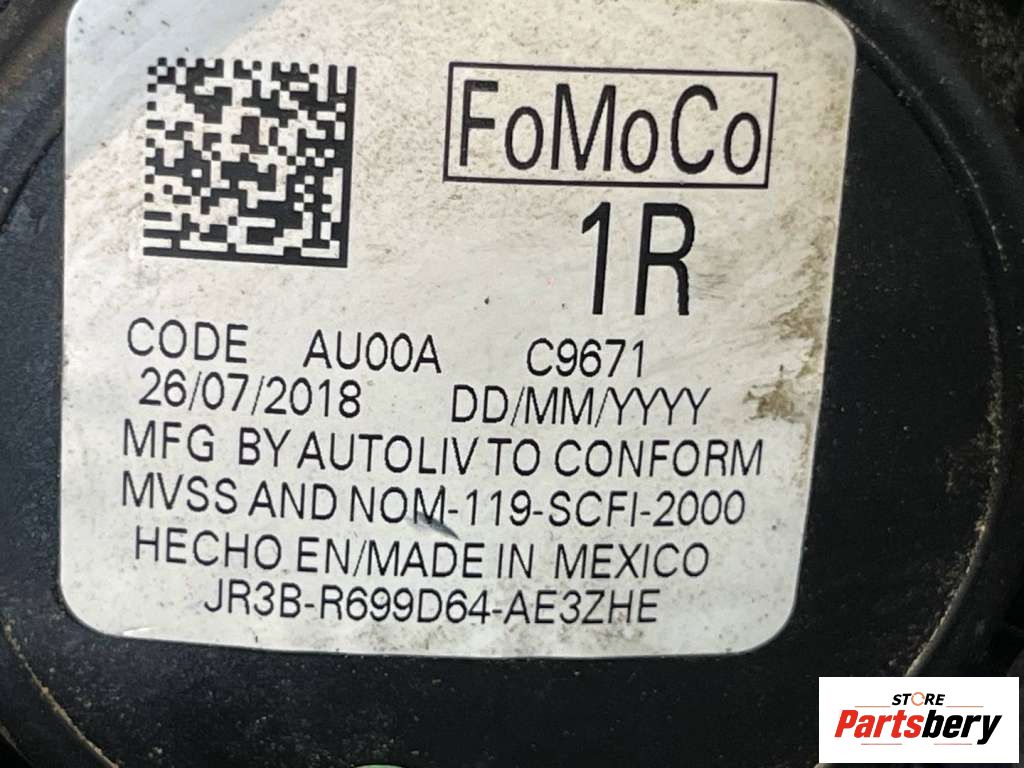 FoMoCo
1R
CODE AU00A C9671
26/07/2018 DD/MM/YYYY
MFG BY AUTOLIV TO CONFORM
MVSS AND NOM-119-SCFI-2000
HECHO EN/MADE IN MEXICO
JR3B-R699D64-AE3ZHE
STORE
Partsbery